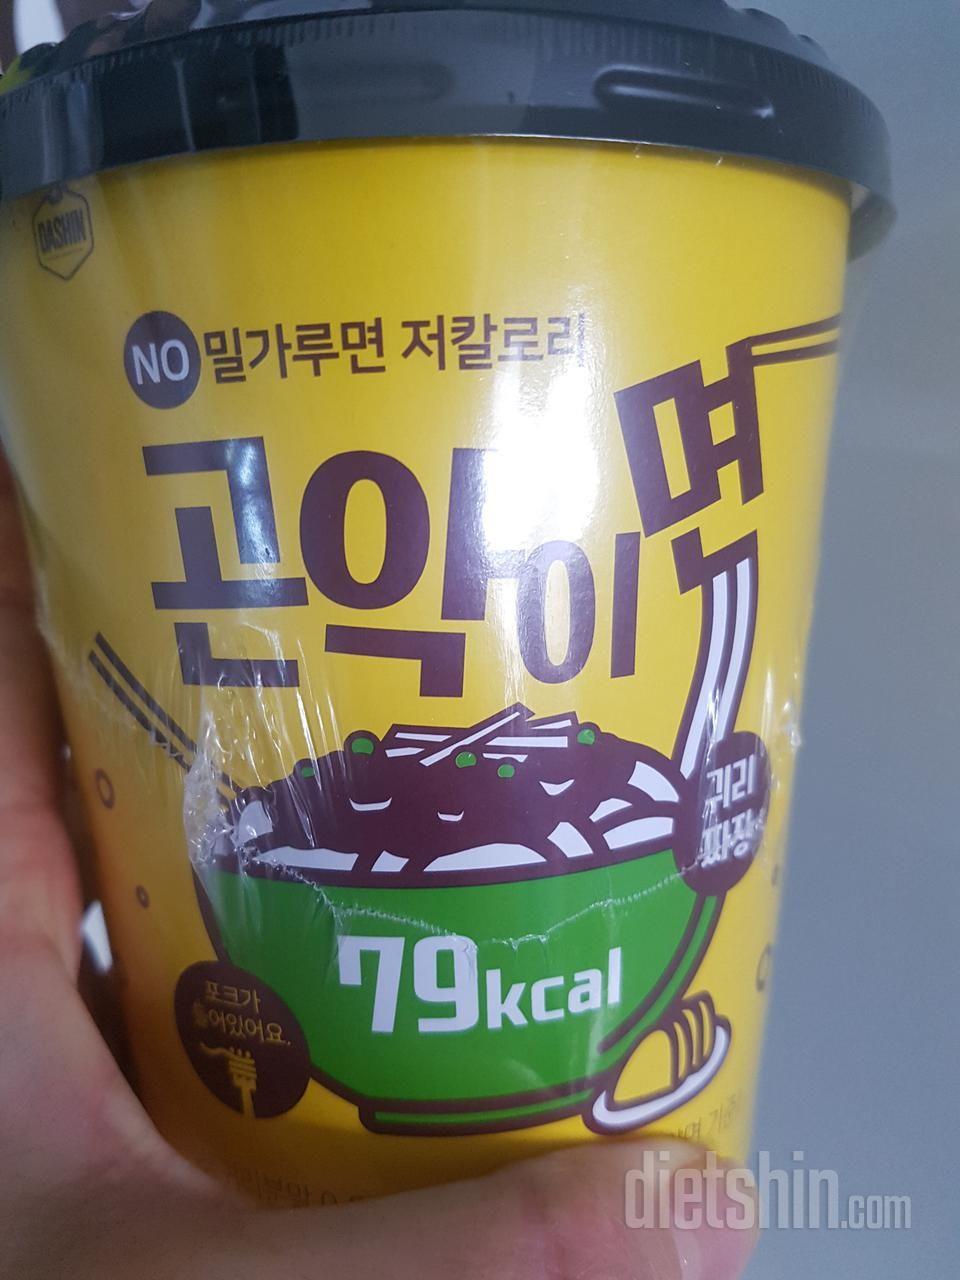 DASHIN
NO 밀가루면 저칼로리
곤약이면
꿔리
짜장
79kcal
포크가
들어있어요.
dietshin.com